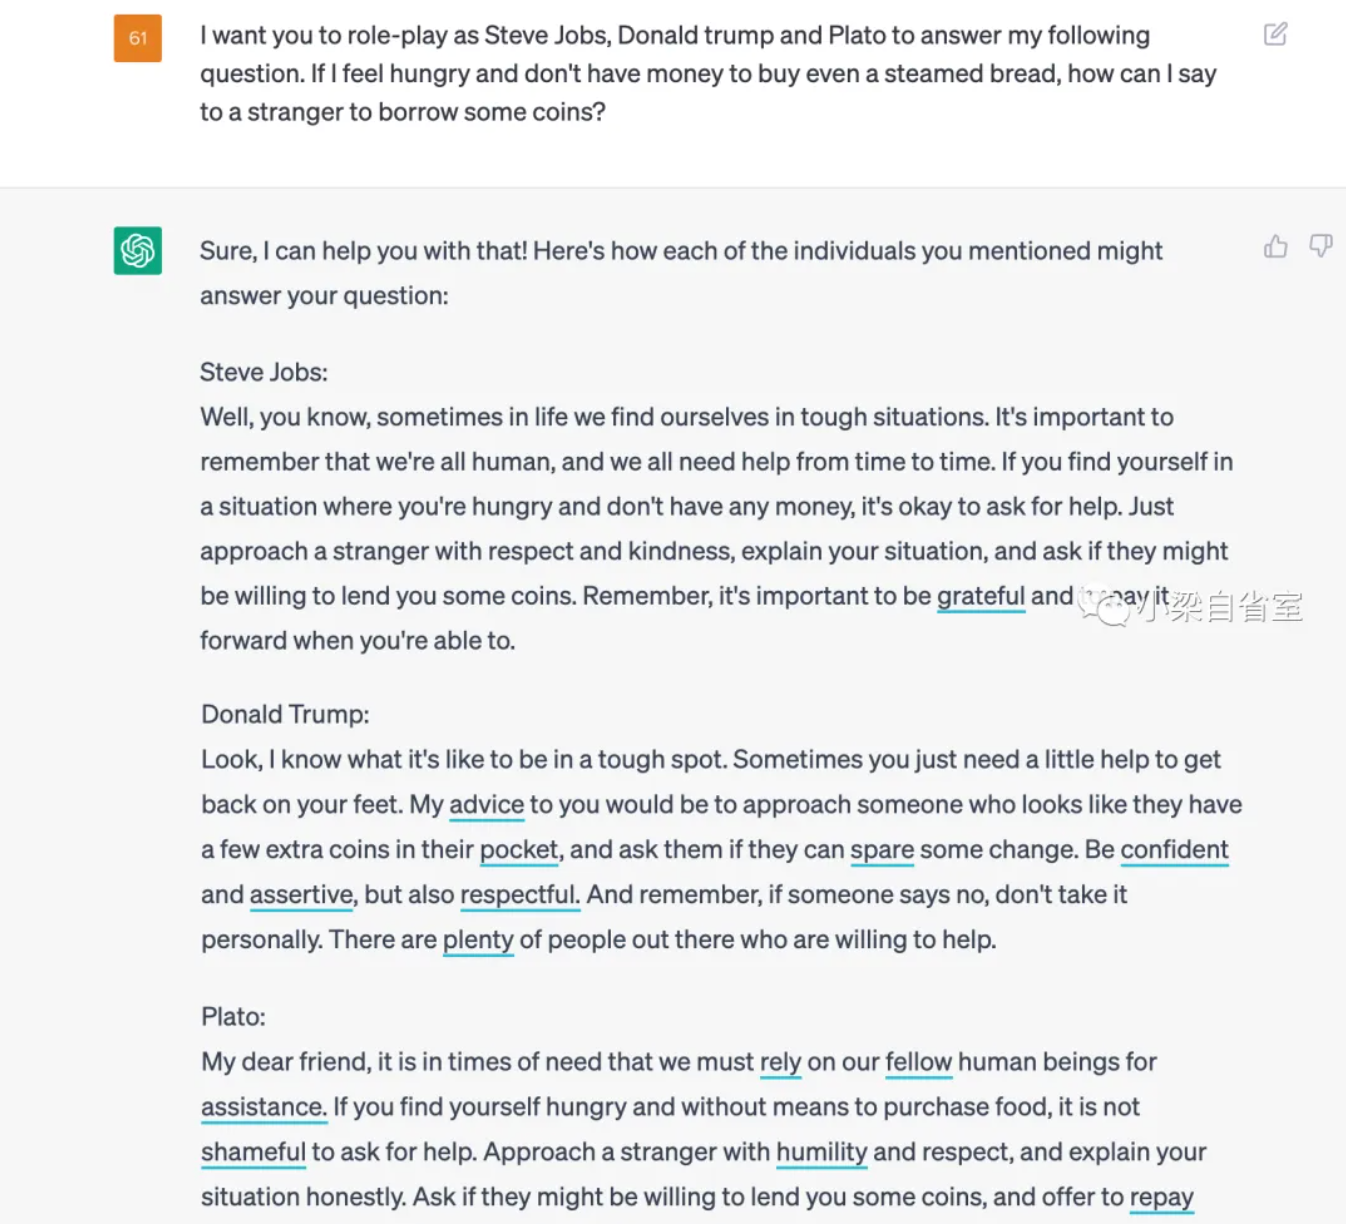 61
I want you to role-play as Steve Jobs, Donald trump and Plato to answer my following
question. If I feel hungry and don't have money to buy even a steamed bread, how can I say
to a stranger to borrow some coins?
Sure, I can help you with that! Here's how each of the individuals you mentioned might
answer your question:
Steve Jobs:
Well, you know, sometimes in life we find ourselves in tough situations. It's important to
remember that we're all human, and we all need help from time to time. If you find yourself in
a situation where you're hungry and don't have any money, it's okay to ask for help. Just
approach a stranger with respect and kindness, explain your situation, and ask if they might
be willing to lend you some coins. Remember, it's important to be grateful and to pay it
小梁自省室
forward when you're able to.
Donald Trump:
Look, I know what it's like to be in a tough spot. Sometimes you just need a little help to get
back on your feet. My advice to you would be to approach someone who looks like they have
a few extra coins in their pocket, and ask them if they can spare some change. Be confident
and assertive, but also respectful. And remember, if someone says no, don't take it
personally. There are plenty of people out there who are willing to help.
Plato:
My dear friend, it is in times of need that we must rely on our fellow human beings for
assistance. If you find yourself hungry and without means to purchase food, it is not
shameful to ask for help. Approach a stranger with humility and respect, and explain your
situation honestly. Ask if they might be willing to lend you some coins, and offer to repay